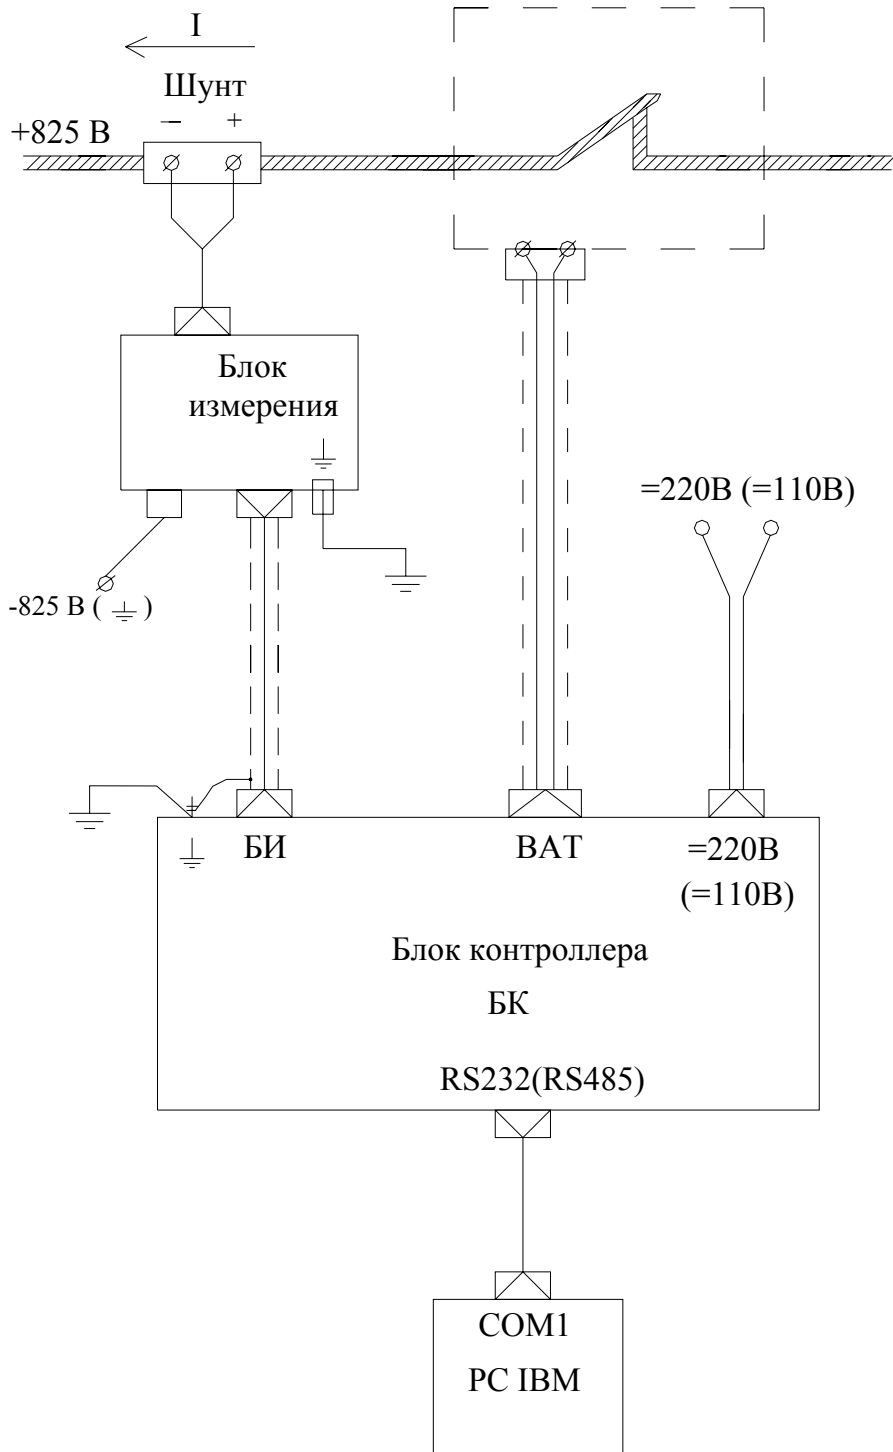 I
Шунт
− +
+825 В
Блок
измерения
=220В (=110В)
-825 В ( )
БИ
ВАТ
=220В
(=110В)
Блок контроллера
БК
RS232(RS485)
COM1
PC IBM